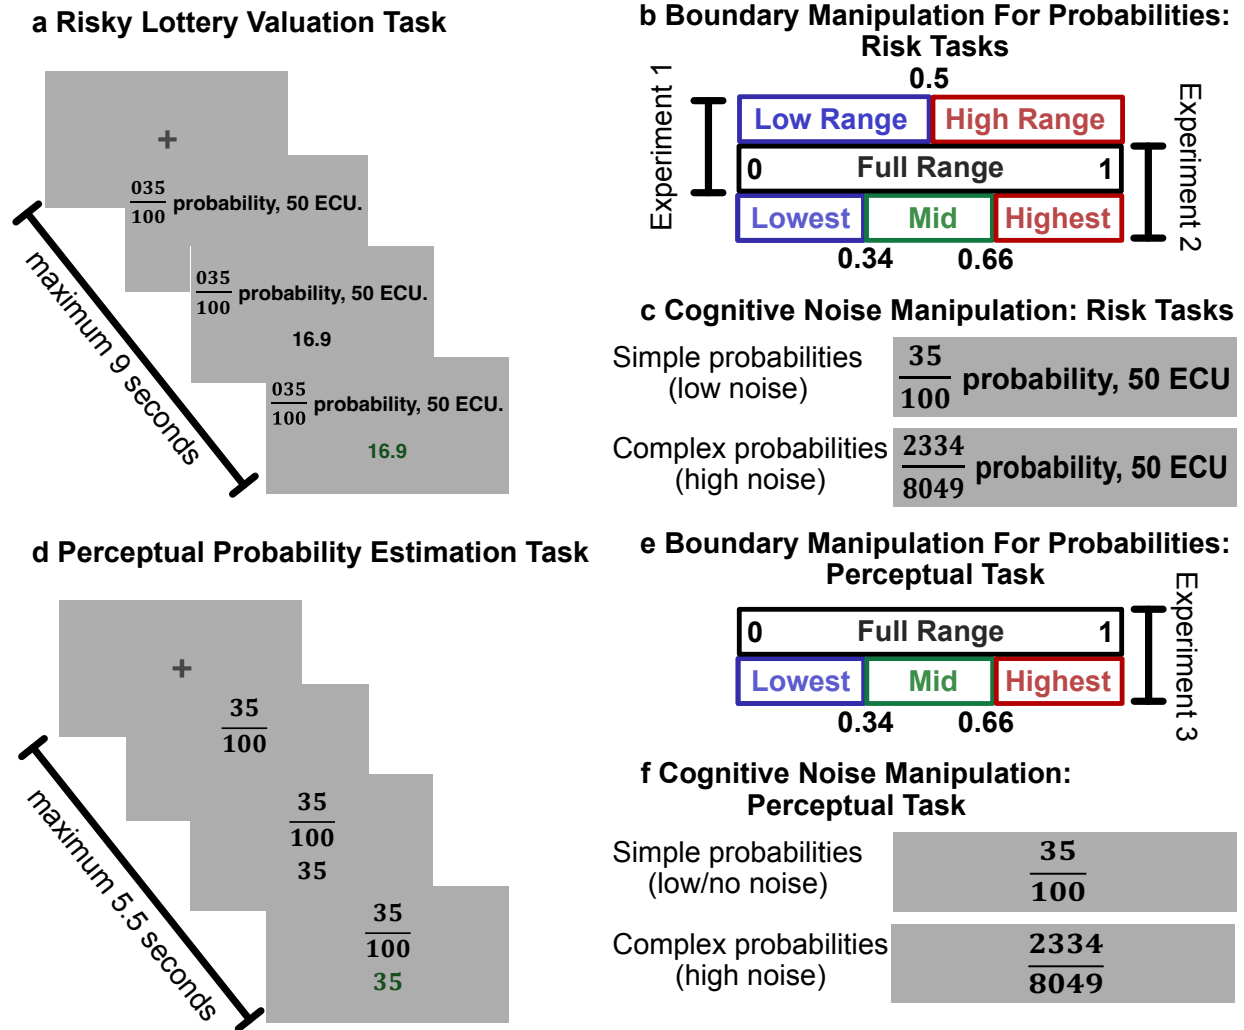 a Risky Lottery Valuation Task
+
035
100
probability, 50 ECU.
035
100
probability, 50 ECU.
16.9
035
100
probability, 50 ECU.
16.9
maximum 9 seconds
b Boundary Manipulation For Probabilities:
Risk Tasks
0.5
Experiment 1
Low Range High Range
0 Full Range 1
Lowest Mid Highest
0.34 0.66
Experiment 2
c Cognitive Noise Manipulation: Risk Tasks
Simple probabilities
(low noise)
35
100
probability, 50 ECU
Complex probabilities
(high noise)
2334
8049
probability, 50 ECU
d Perceptual Probability Estimation Task
+
35
100
35
100
35
35
100
35
maximum 5.5 seconds
e Boundary Manipulation For Probabilities:
Perceptual Task
0 Full Range 1
Lowest Mid Highest
0.34 0.66
Experiment 3
f Cognitive Noise Manipulation:
Perceptual Task
Simple probabilities
(low/no noise)
35
100
Complex probabilities
(high noise)
2334
8049